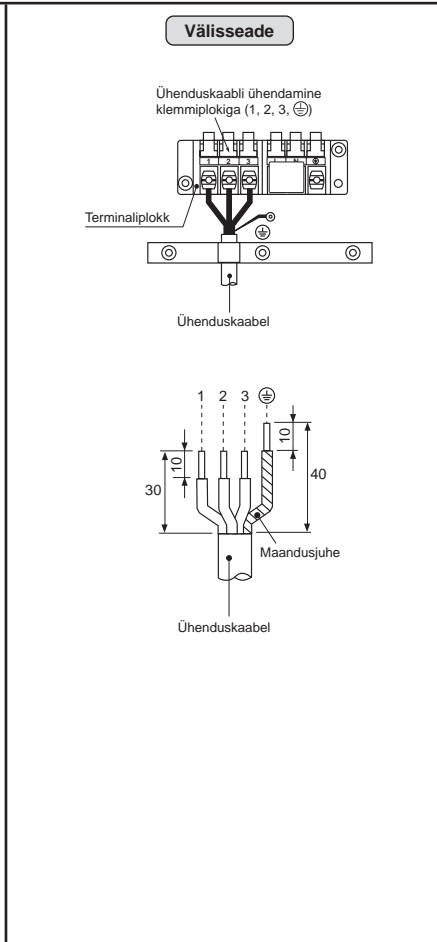 Välisseade
Ühenduskaabli ühendamine
klemmiplokiga (1, 2, 3, ⏚)
1 2 3 L N
Terminaliplokk
Ühenduskaabel
1 2 3
10
30
10
40
Maandusjuhe
Ühenduskaabel